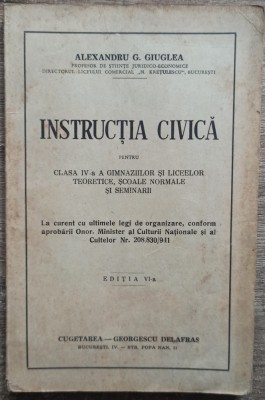 ALEXANDRU G. GIUGLEA
PROFESOR DE ȘTIINȚE JURIDICO-ECONOMICE
DIRECTORUL LICEULUI COMERCIAL „N. KREȚULESCU”, BUCUREȘTI
INSTRUCȚIA CIVICĂ
PENTRU
CLASA IV-a A GIMNAZIILOR ȘI LICEELOR
TEORETICE, ȘCOALE NORMALE
ȘI SEMINARII
La curent cu ultimele legi de organizare, conform
aprobării Onor. Minister al Culturii Naționale și al
Cultelor Nr. 208.830/941
EDIȚIA VI-a
CUGETAREA—GEORGESCU DELAFRAS
BUCUREȘTI, IV. — STR. POPA NAN, 21